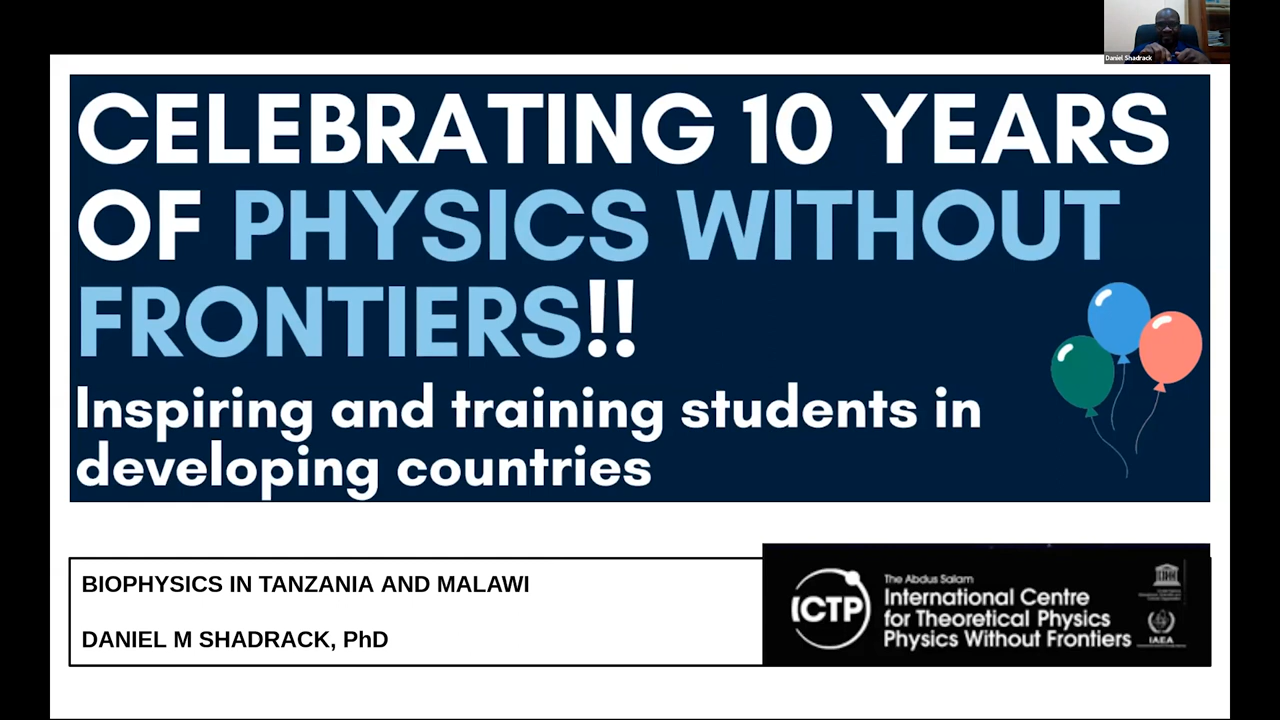 Daniel Shadrack
CELEBRATING 10 YEARS
OF PHYSICS WITHOUT
FRONTIERS!!
Inspiring and training students in
developing countries
BIOPHYSICS IN TANZANIA AND MALAWI
DANIEL M SHADRACK, PhD
ICTP
The Abdus Salam
International Centre
for Theoretical Physics
Physics Without Frontiers
IAEA